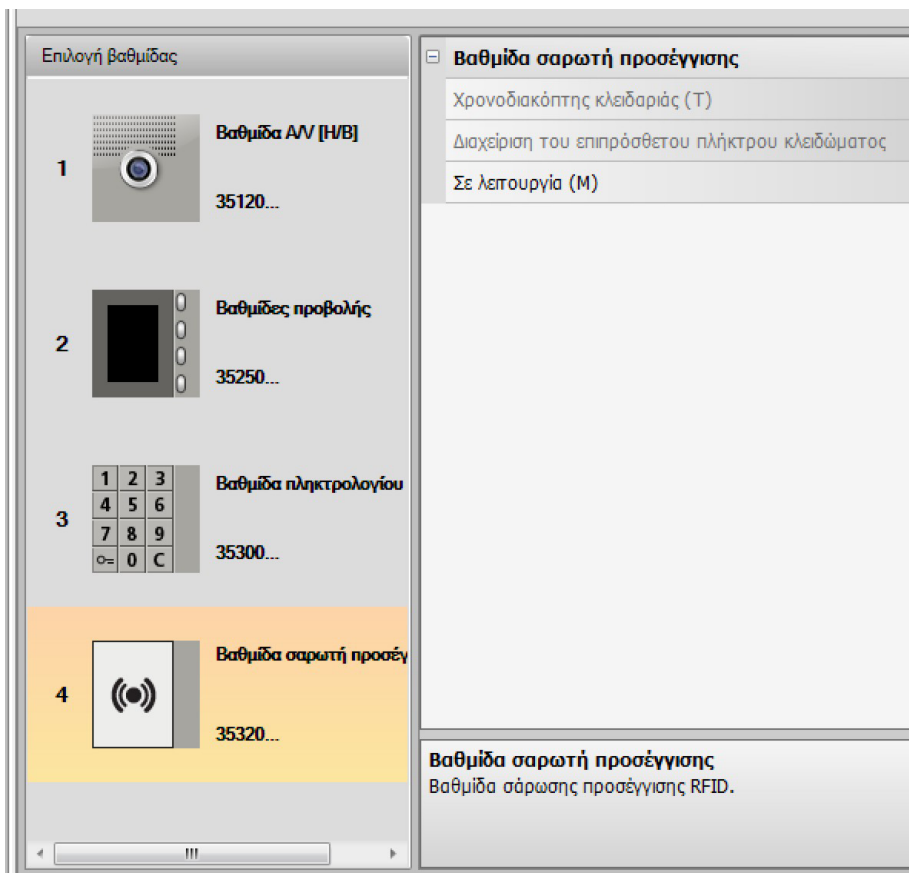 Επιλογή βαθμίδας
1
Βαθμίδα A/V [H/B]
35120...
2
Βαθμίδες προβολής
35250...
1 2 3
4 5 6
7 8 9
0 C
3
Βαθμίδα πληκτρολογίου
35300...
4
Βαθμίδα σαρωτή προσέγ
35320...
Βαθμίδα σαρωτή προσέγγισης
Χρονοδιακόπτης κλειδαριάς (T)
Διαχείριση του επιπρόσθετου πλήκτρου κλειδώματος
Σε λειτουργία (M)
Βαθμίδα σαρωτή προσέγγισης
Βαθμίδα σάρωσης προσέγγισης RFID.